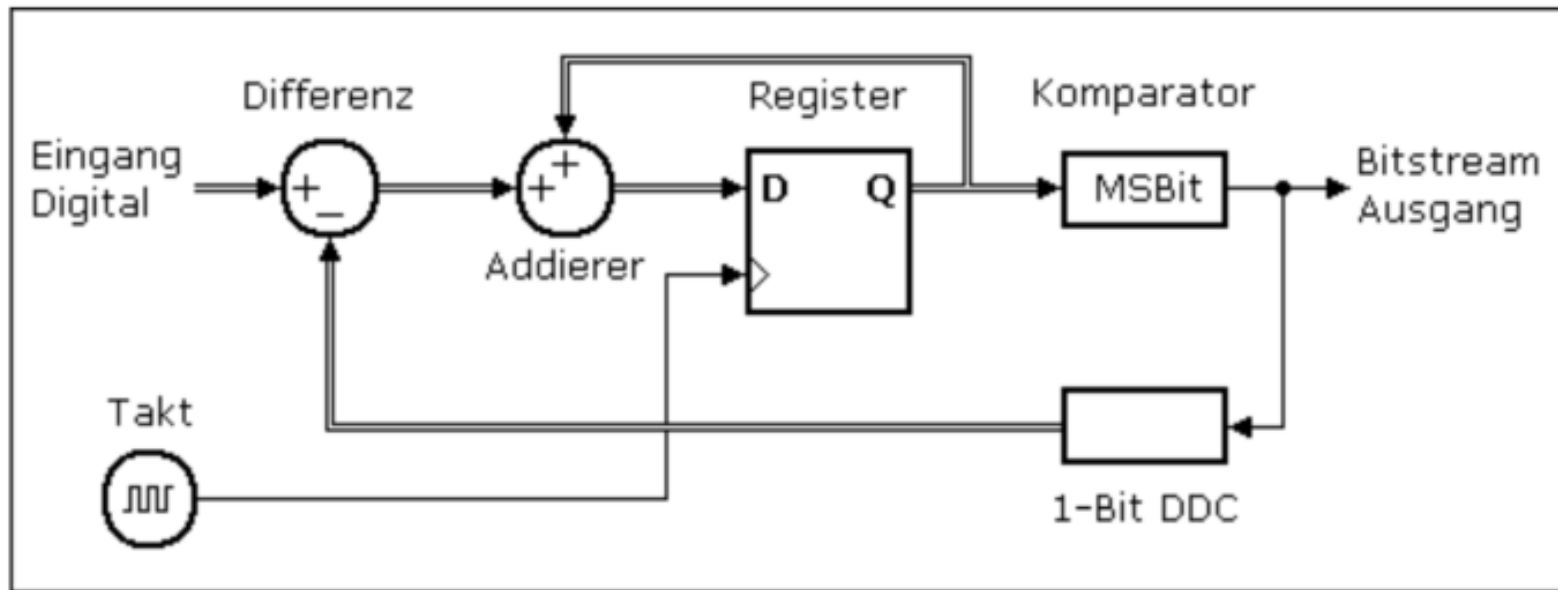 Differenz
Register
Komparator
Eingang
Digital
+
−
+
+
D
Q
MSBit
Bitstream
Ausgang
Addierer
Takt
1-Bit DDC